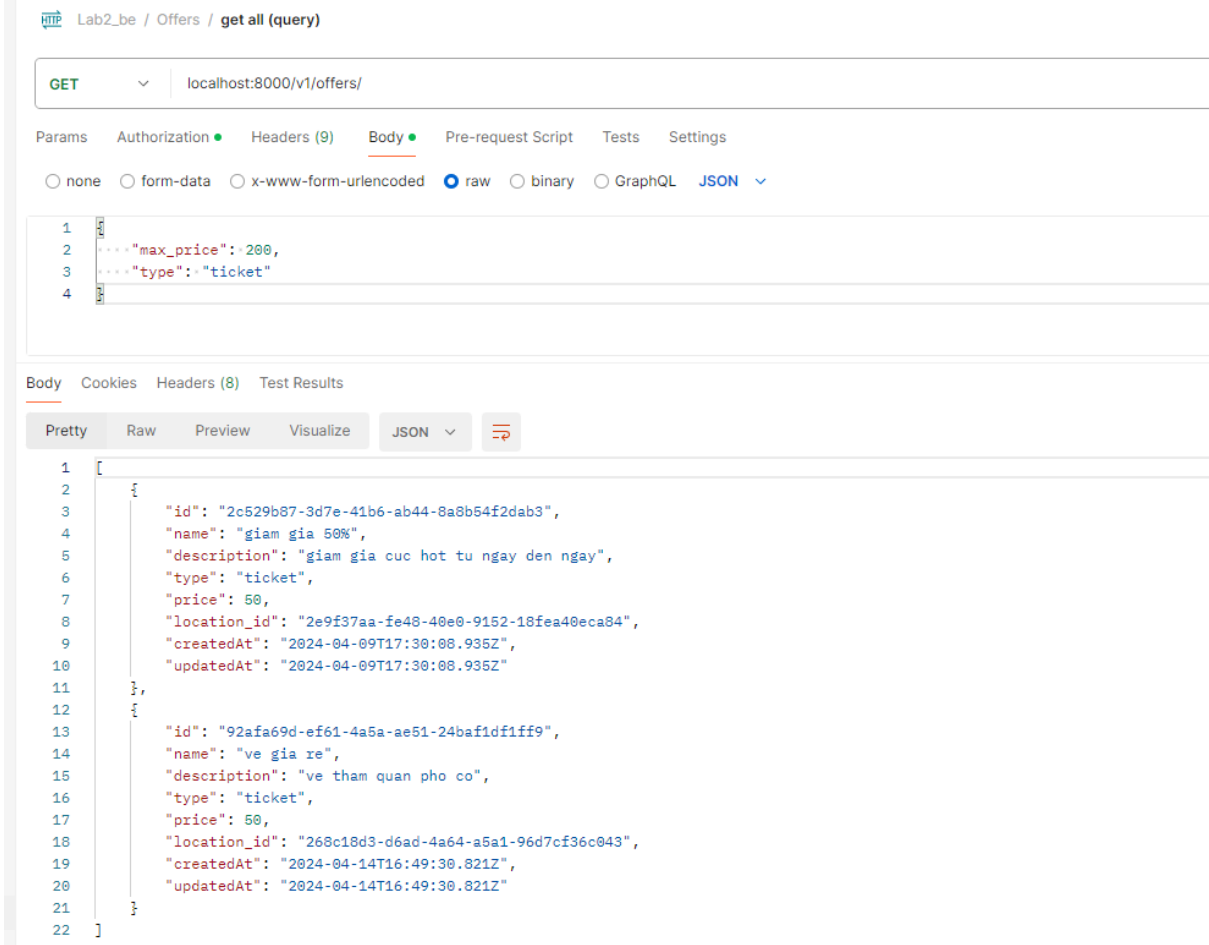 HTTP Lab2_be / Offers / get all (query)
GET localhost:8000/v1/offers/
Params Authorization Headers (9) Body Pre-request Script Tests Settings
none form-data x-www-form-urlencoded raw binary GraphQL JSON
1 {
2 "max_price": 200,
3 "type": "ticket"
4 }
Body Cookies Headers (8) Test Results
Pretty Raw Preview Visualize JSON
1 [
2 {
3 "id": "2c529b87-3d7e-41b6-ab44-8a8b54f2dab3",
4 "name": "giam gia 50%",
5 "description": "giam gia cuc hot tu ngay den ngay",
6 "type": "ticket",
7 "price": 50,
8 "location_id": "2e9f37aa-fe48-40e0-9152-18fea40eca84",
9 "createdAt": "2024-04-09T17:30:08.935Z",
10 "updatedAt": "2024-04-09T17:30:08.935Z"
11 },
12 {
13 "id": "92afa69d-ef61-4a5a-ae51-24baf1df1ff9",
14 "name": "ve gia re",
15 "description": "ve tham quan pho co",
16 "type": "ticket",
17 "price": 50,
18 "location_id": "268c18d3-d6ad-4a64-a5a1-96d7cf36c043",
19 "createdAt": "2024-04-14T16:49:30.821Z",
20 "updatedAt": "2024-04-14T16:49:30.821Z"
21 }
22 ]